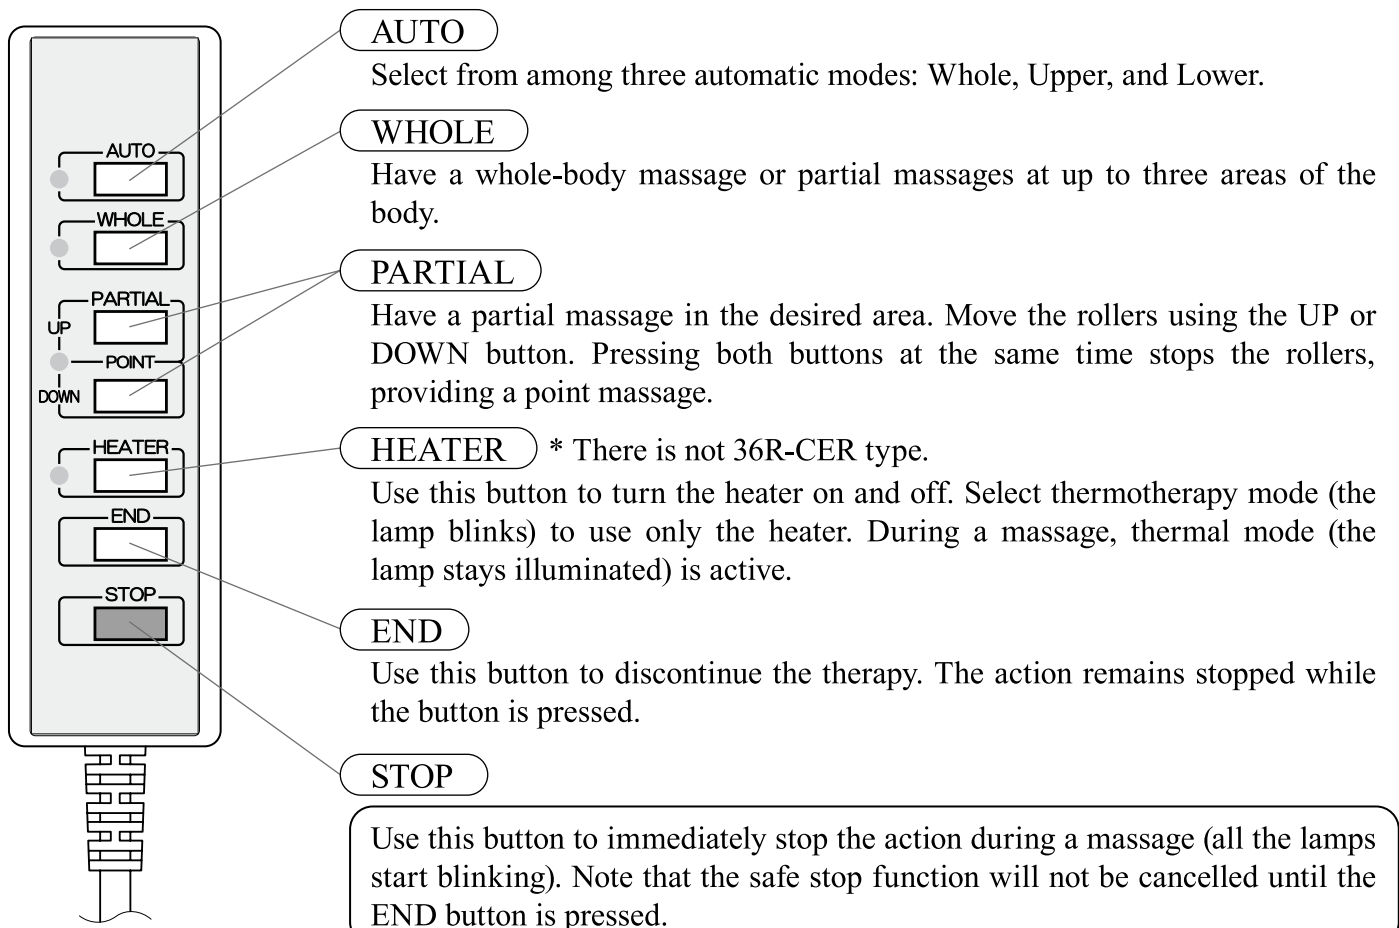 AUTO
Select from among three automatic modes: Whole, Upper, and Lower.
WHOLE
Have a whole-body massage or partial massages at up to three areas of the
body.
PARTIAL
Have a partial massage in the desired area. Move the rollers using the UP or
DOWN button. Pressing both buttons at the same time stops the rollers,
providing a point massage.
HEATER * There is not 36R-CER type.
Use this button to turn the heater on and off. Select thermotherapy mode (the
lamp blinks) to use only the heater. During a massage, thermal mode (the
lamp stays illuminated) is active.
END
Use this button to discontinue the therapy. The action remains stopped while
the button is pressed.
STOP
Use this button to immediately stop the action during a massage (all the lamps
start blinking). Note that the safe stop function will not be cancelled until the
END button is pressed.
AUTO
WHOLE
PARTIAL
UP
POINT
DOWN
HEATER
END
STOP